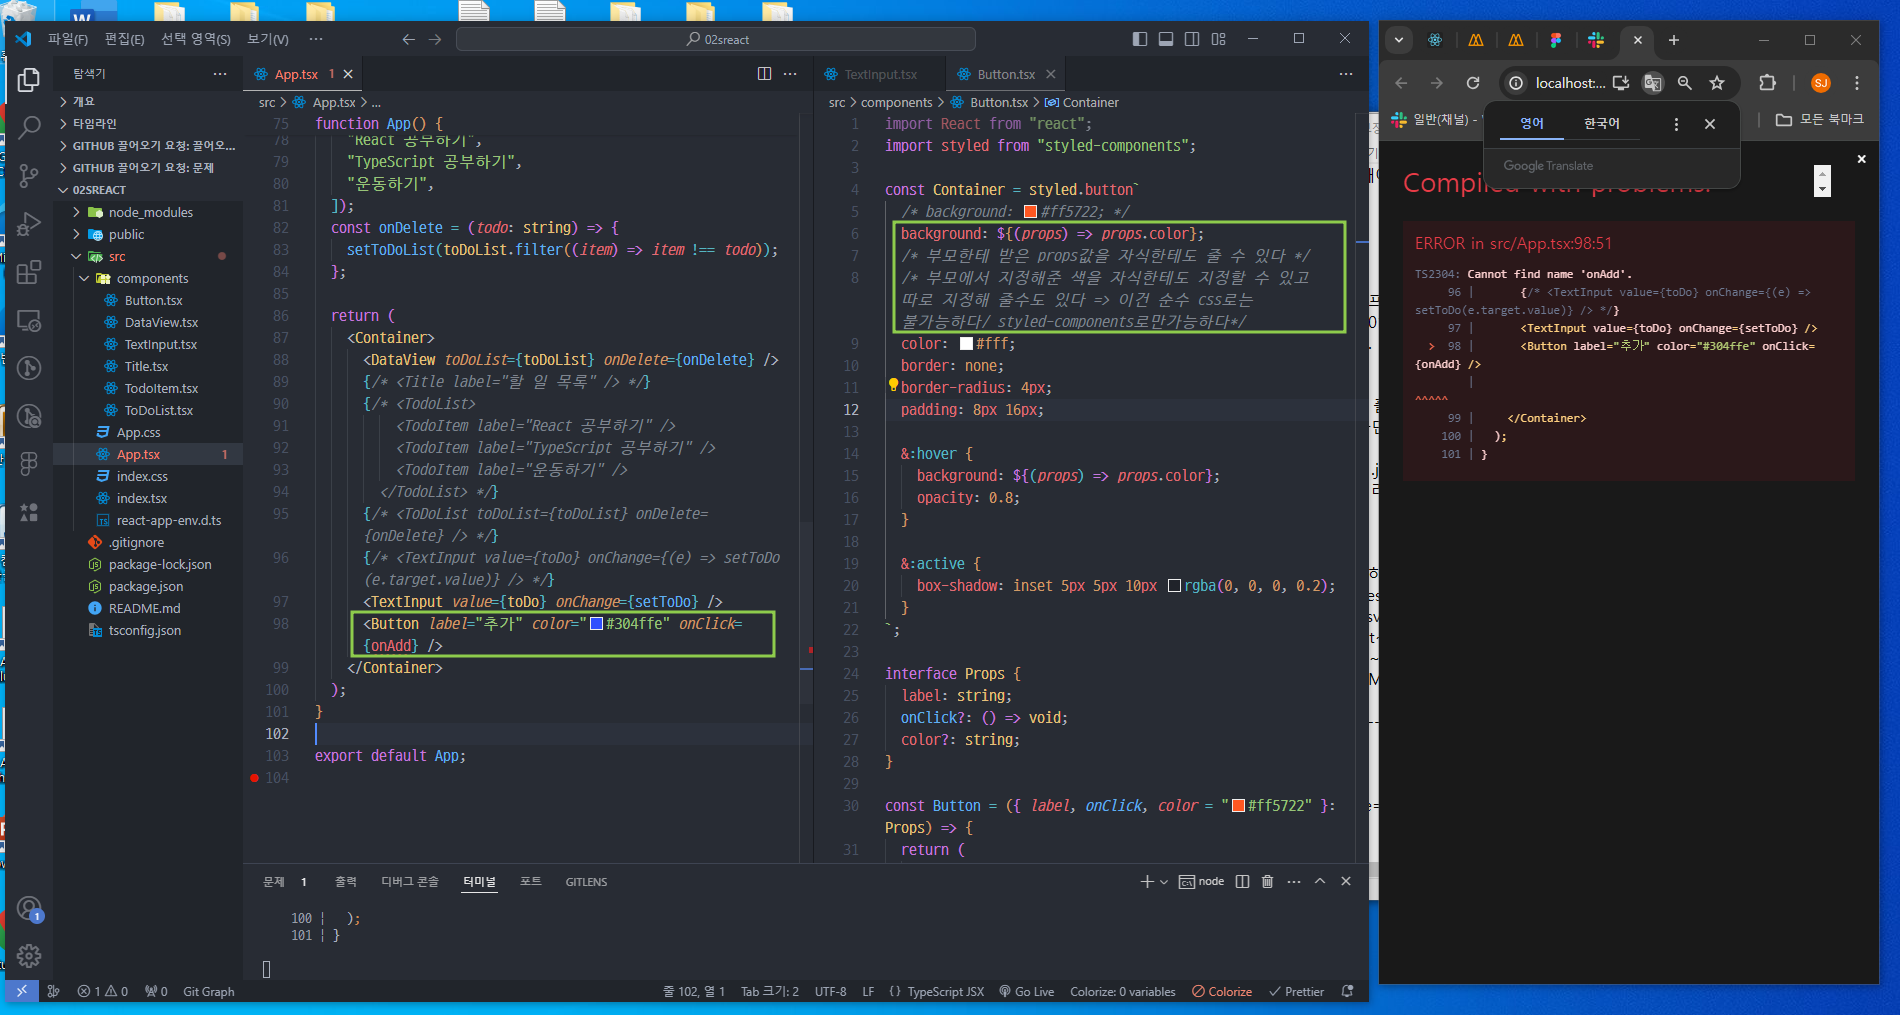 파일(F) 편집(E) 선택 영역(S) 보기(V) ··· 02sreact
탐색기
개요
타임라인
GITHUB 끌어오기 요청: 끌어오...
GITHUB 끌어오기 요청: 문제
02SREACT
node_modules
public
src
components
Button.tsx
DataView.tsx
TextInput.tsx
Title.tsx
TodoItem.tsx
ToDoList.tsx
App.css
App.tsx 1
index.css
index.tsx
react-app-env.d.ts
.gitignore
package-lock.json
package.json
README.md
tsconfig.json
App.tsx 1
src > App.tsx > ...
75 function App() {
78 "React 공부하기",
79 "TypeScript 공부하기",
80 "운동하기",
81 ]);
82 const onDelete = (todo: string) => {
83 setToDoList(toDoList.filter((item) => item !== todo));
84 };
85
86 return (
87 <Container>
88 <DataView toDoList={toDoList} onDelete={onDelete} />
89 {/* <Title label="할 일 목록" /> */}
90 {/* <TodoList>
91 <TodoItem label="React 공부하기" />
92 <TodoItem label="TypeScript 공부하기" />
93 <TodoItem label="운동하기" />
94 </TodoList> */}
95 {/* <ToDoList toDoList={toDoList} onDelete=
{onDelete} /> */}
96 {/* <TextInput value={toDo} onChange={(e) => setToDo
(e.target.value)} /> */}
97 <TextInput value={toDo} onChange={setToDo} />
98 <Button label="추가" color="#304ffe" onClick=
{onAdd} />
99 </Container>
100 );
101 }
102
103 export default App;
104
TextInput.tsx Button.tsx
src > components > Button.tsx > Container
1 import React from "react";
2 import styled from "styled-components";
3
4 const Container = styled.button`
5 /* background: #ff5722; */
6 background: ${(props) => props.color};
7 /* 부모한테 받은 props값을 자식한테도 줄 수 있다 */
8 /* 부모에서 지정해준 색을 자식한테도 지정할 수 있고
따로 지정해 줄수도 있다 => 이건 순수 css로는
불가능하다/ styled-components로만가능하다*/
9 color: #fff;
10 border: none;
11 border-radius: 4px;
12 padding: 8px 16px;
13
14 &:hover {
15 background: ${(props) => props.color};
16 opacity: 0.8;
17 }
18
19 &:active {
20 box-shadow: inset 5px 5px 10px rgba(0, 0, 0, 0.2);
21 }
22 `;
23
24 interface Props {
25 label: string;
26 onClick?: () => void;
27 color?: string;
28 }
29
30 const Button = ({ label, onClick, color = "#ff5722" }:
Props) => {
31 return (
문제 1 출력 디버그 콘솔 터미널 포트 GITLENS
node
100 | );
101 | }
1 0 0 Git Graph
줄 102, 열 1 Tab 크기: 2 UTF-8 LF {} TypeScript JSX Go Live Colorize: 0 variables Colorize Prettier
1
localhost:... SJ
일반(채널) - 모든 북마크
영어 한국어
Google Translate
Compiled with problems:
ERROR in src/App.tsx:98:51
TS2304: Cannot find name 'onAdd'.
96 | {/* <TextInput value={toDo} onChange={(e) =>
setToDo(e.target.value)} /> */}
97 | <TextInput value={toDo} onChange={setToDo} />
> 98 | <Button label="추가" color="#304ffe" onClick=
{onAdd} />
|
^^^^^
99 | </Container>
100 | );
101 | }